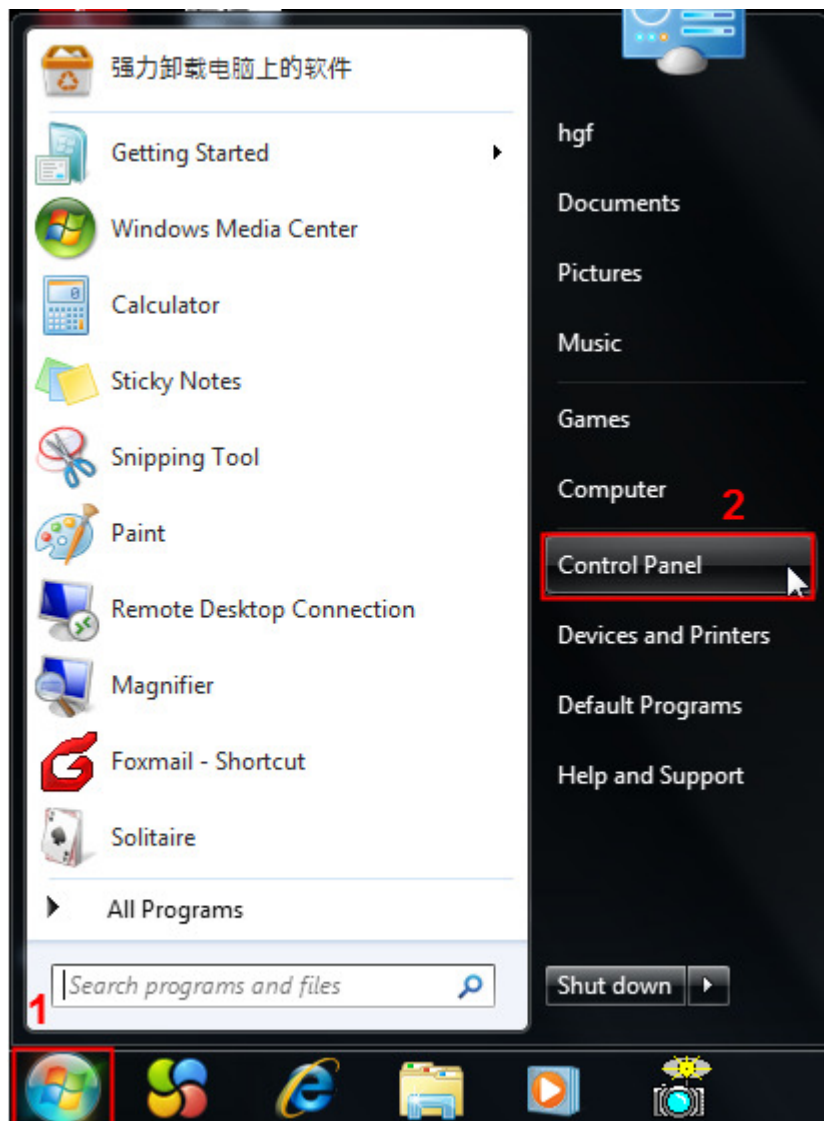 强力卸载电脑上的软件
Getting Started
Windows Media Center
Calculator
Sticky Notes
Snipping Tool
Paint
Remote Desktop Connection
Magnifier
Foxmail - Shortcut
Solitaire
All Programs
Search programs and files
1
hgf
Documents
Pictures
Music
Games
Computer
2
Control Panel
Devices and Printers
Default Programs
Help and Support
Shut down